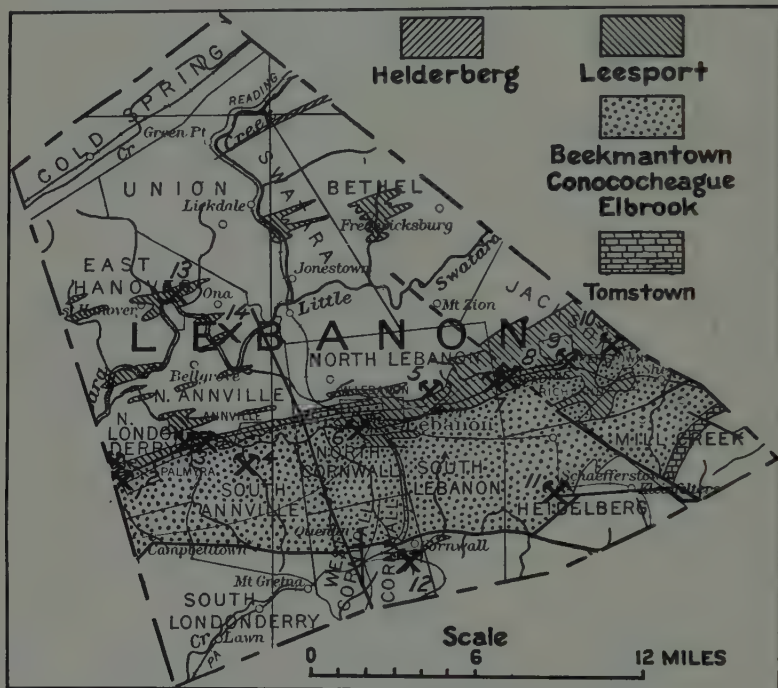 Helderberg
Leesport
Beekmantown
Conococheague
Elbrook
Tomstown
COLD SPRING
Cr
READING
Green Pt.
Creek
SWATARA
UNION
BETHEL
Lickdale
Fredericksburg
Jonestown
Swatara
EAST
HANOVER
13
Ona
Little
Mt Zion
14
LEBANON
NORTH LEBANON
10
9
8
5
Bellgrove
N. ANNVILLE
ANNVILLE
N.
LONDON
DERRY
PALMYRA
4
6
Lebanon
NORTH
CORNWALL
SOUTH
LEBANON
MILL CREEK
SOUTH
ANNVILLE
11
HEIDELBERG
Quentin
Campbelltown
Cornwall
12
Mt Gretna
SOUTH
LONDONDERRY
Cr
Lawn
PA
Scale
0 6 12 MILES